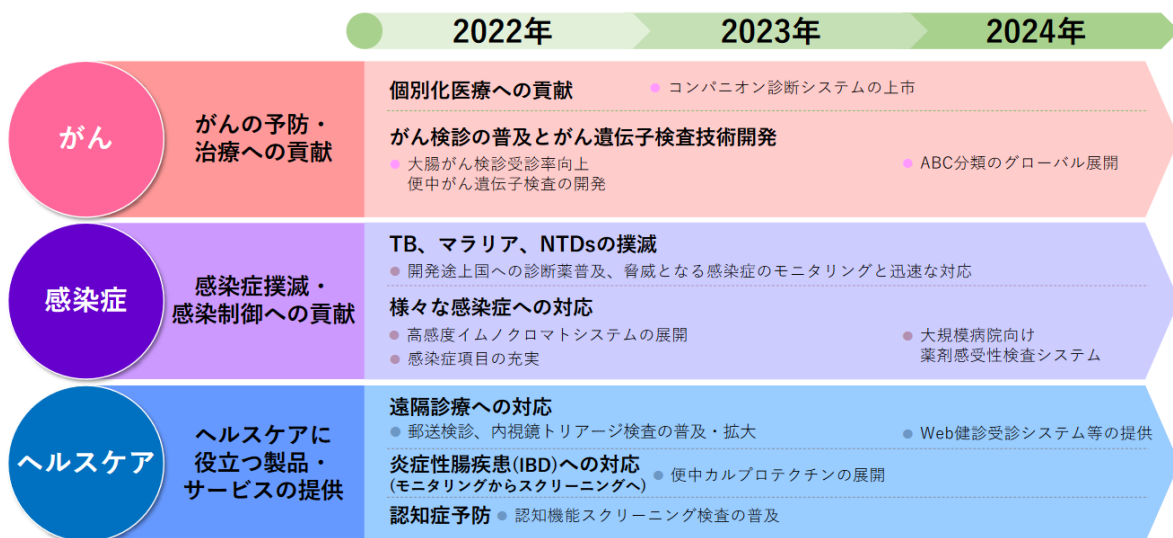 2022年
2023年
2024年
がん
がんの予防・
治療への貢献
個別化医療への貢献
コンパニオン診断システムの上市
がん検診の普及とがん遺伝子検査技術開発
大腸がん検診受診率向上
便中がん遺伝子検査の開発
ABC分類のグローバル展開
感染症
感染症撲滅・
感染制御への貢献
TB、マラリア、NTDsの撲滅
開発途上国への診断薬普及、脅威となる感染症のモニタリングと迅速な対応
様々な感染症への対応
高感度イムノクロマトシステムの展開
感染症項目の充実
大規模病院向け
薬剤感受性検査システム
ヘルスケア
ヘルスケアに
役立つ製品・
サービスの提供
遠隔診療への対応
郵送検診、内視鏡トリアージ検査の普及・拡大
Web健診受診システム等の提供
炎症性腸疾患(IBD)への対応
(モニタリングからスクリーニングへ)
便中カルプロテクチンの展開
認知症予防
認知機能スクリーニング検査の普及